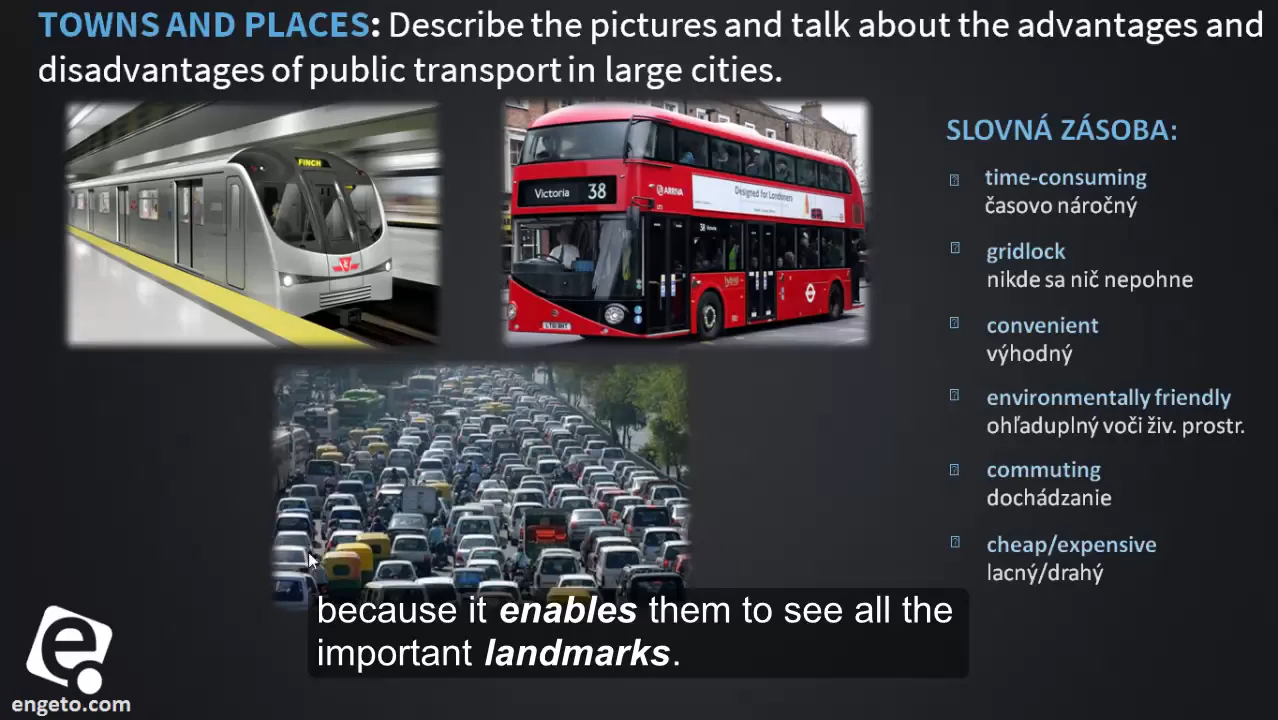 TOWNS AND PLACES: Describe the pictures and talk about the advantages and
disadvantages of public transport in large cities.
FINCH
Victoria 38
ARRIVA
Designed for Londoners
SLOVNÁ ZÁSOBA:
time-consuming
časovo náročný
gridlock
nikde sa nič nepohne
convenient
výhodný
environmentally friendly
ohľaduplný voči živ. prostr.
commuting
dochádzanie
cheap/expensive
lacný/drahý
because it enables them to see all the
important landmarks.
e
engeto.com